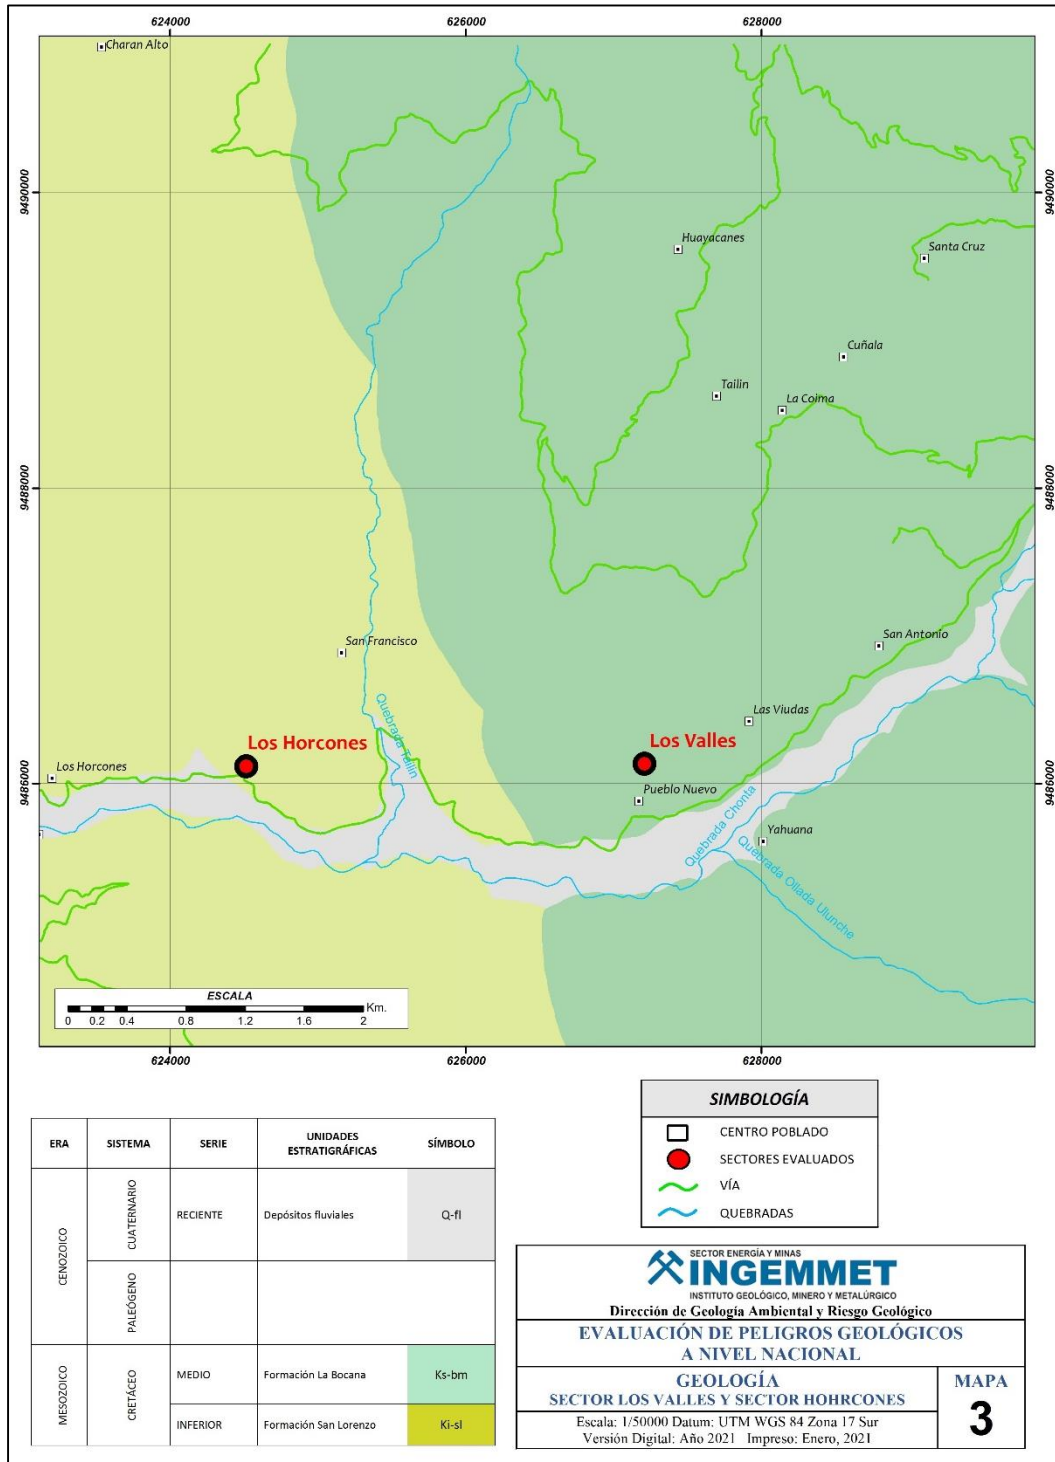 624000
626000
628000
Charan Alto
9490000
9490000
Huayacanes
Santa Cruz
Cuñala
Tailin
La Coima
9488000
9488000
San Francisco
San Antonio
Quebrada Tailin
Las Viudas
Los Horcones
Los Valles
Los Horcones
9486000
9486000
Pueblo Nuevo
Quebrada Chonta
Yahuana
Quebrada Ollada Ulunche
ESCALA
0 0.2 0.4 0.8 1.2 1.6 2 Km.
624000
626000
628000
SIMBOLOGÍA
CENTRO POBLADO
SECTORES EVALUADOS
VÍA
QUEBRADAS
ERA
SISTEMA
SERIE
UNIDADES
ESTRATIGRÁFICAS
SÍMBOLO
CENOZOICO
CUATERNARIO
RECIENTE
Depósitos fluviales
Q-fl
PALEÓGENO
MESOZOICO
CRETÁCEO
MEDIO
Formación La Bocana
Ks-bm
INFERIOR
Formación San Lorenzo
Ki-sl
SECTOR ENERGÍA Y MINAS
INGEMMET
INSTITUTO GEOLÓGICO, MINERO Y METALÚRGICO
Dirección de Geología Ambiental y Riesgo Geológico
EVALUACIÓN DE PELIGROS GEOLÓGICOS
A NIVEL NACIONAL
GEOLOGÍA
SECTOR LOS VALLES Y SECTOR HOHRCONES
Escala: 1/50000 Datum: UTM WGS 84 Zona 17 Sur
Versión Digital: Año 2021 Impreso: Enero, 2021
MAPA
3